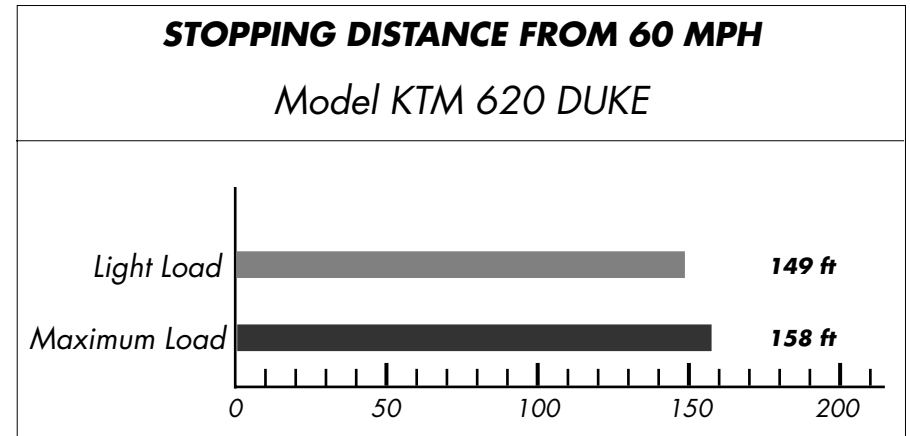 STOPPING DISTANCE FROM 60 MPH
Model KTM 620 DUKE
Light Load 149 ft
Maximum Load 158 ft
0 50 100 150 200